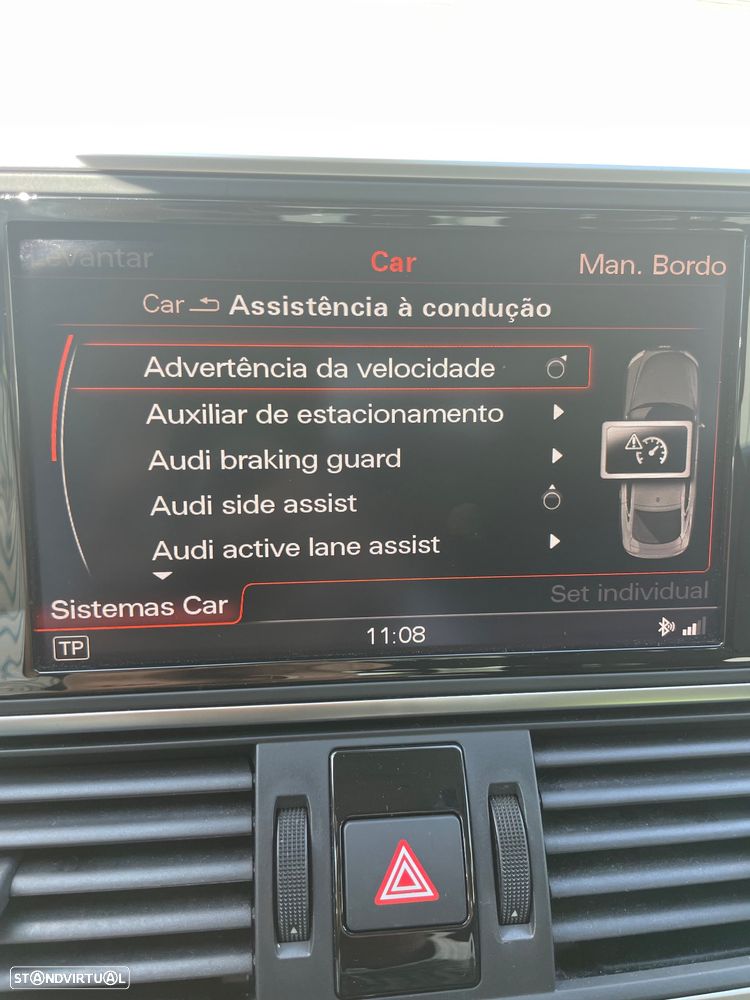 Levantar
Car
Man. Bordo
Car Assistência à condução
Advertência da velocidade
Auxiliar de estacionamento
Audi braking guard
Audi side assist
Audi active lane assist
Sistemas Car
Set individual
TP
11:08
STANDVIRTUAL